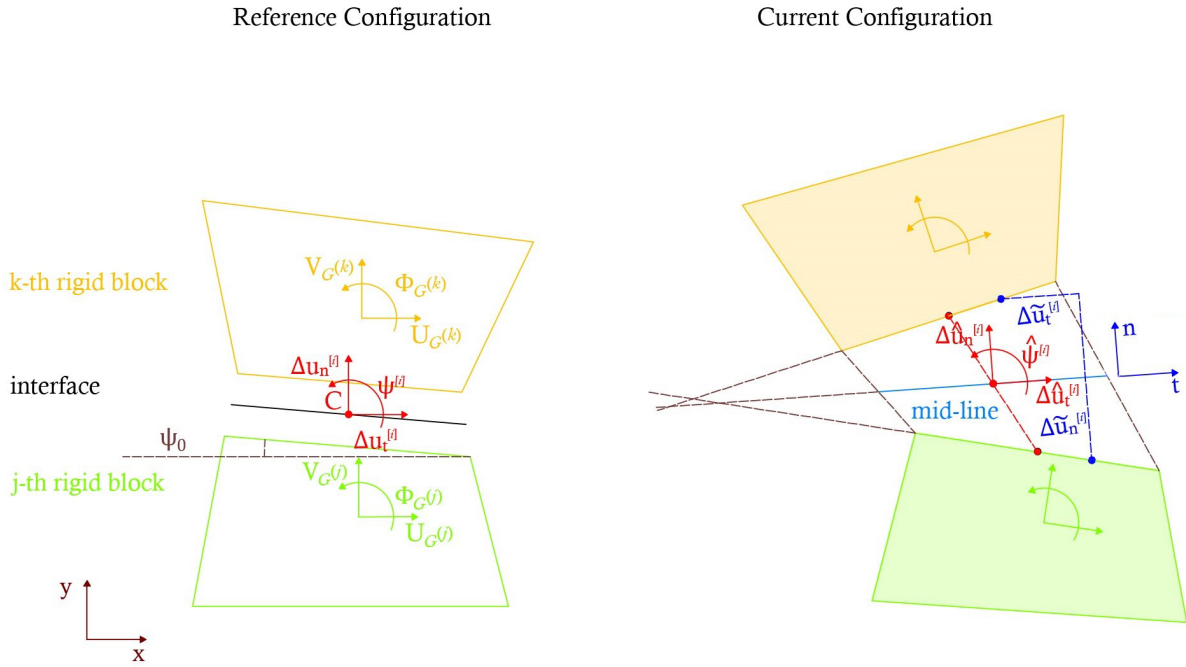 Reference Configuration
Current Configuration
V_G^(k)
Φ_G^(k)
U_G^(k)
k-th rigid block
Δu_n^[i]
ψ^[i]
C
Δu_t^[i]
interface
ψ_0
j-th rigid block
V_G^(j)
Φ_G^(j)
U_G^(j)
y
x
Δũ_t^[i]
Δû_n^[i]
ψ̂^[i]
n
t
Δû_t^[i]
mid-line
Δũ_n^[i]